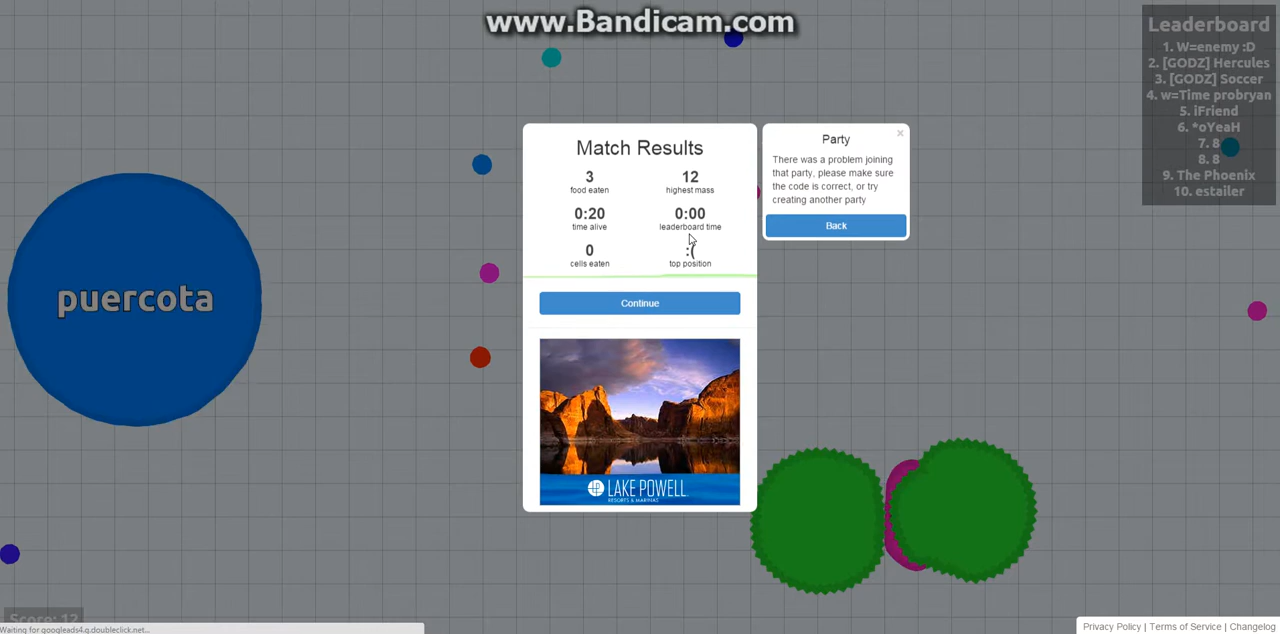 www.Bandicam.com
Leaderboard
1. W=enemy :D
2. [GODZ] Hercules
3. [GODZ] Soccer
4. w=Time probryan
5. iFriend
6. *oYeaH
7. 8
8. 8
9. The Phoenix
10. estailer
Match Results
3
food eaten
12
highest mass
0:20
time alive
0:00
leaderboard time
0
cells eaten
:(
top position
Continue
LAKE POWELL
RESORTS & MARINAS
Party
×
There was a problem joining
that party, please make sure
the code is correct, or try
creating another party
Back
puercota
Score: 12
Waiting for googleads4.g.doubleclick.net...
Privacy Policy | Terms of Service | Changelog